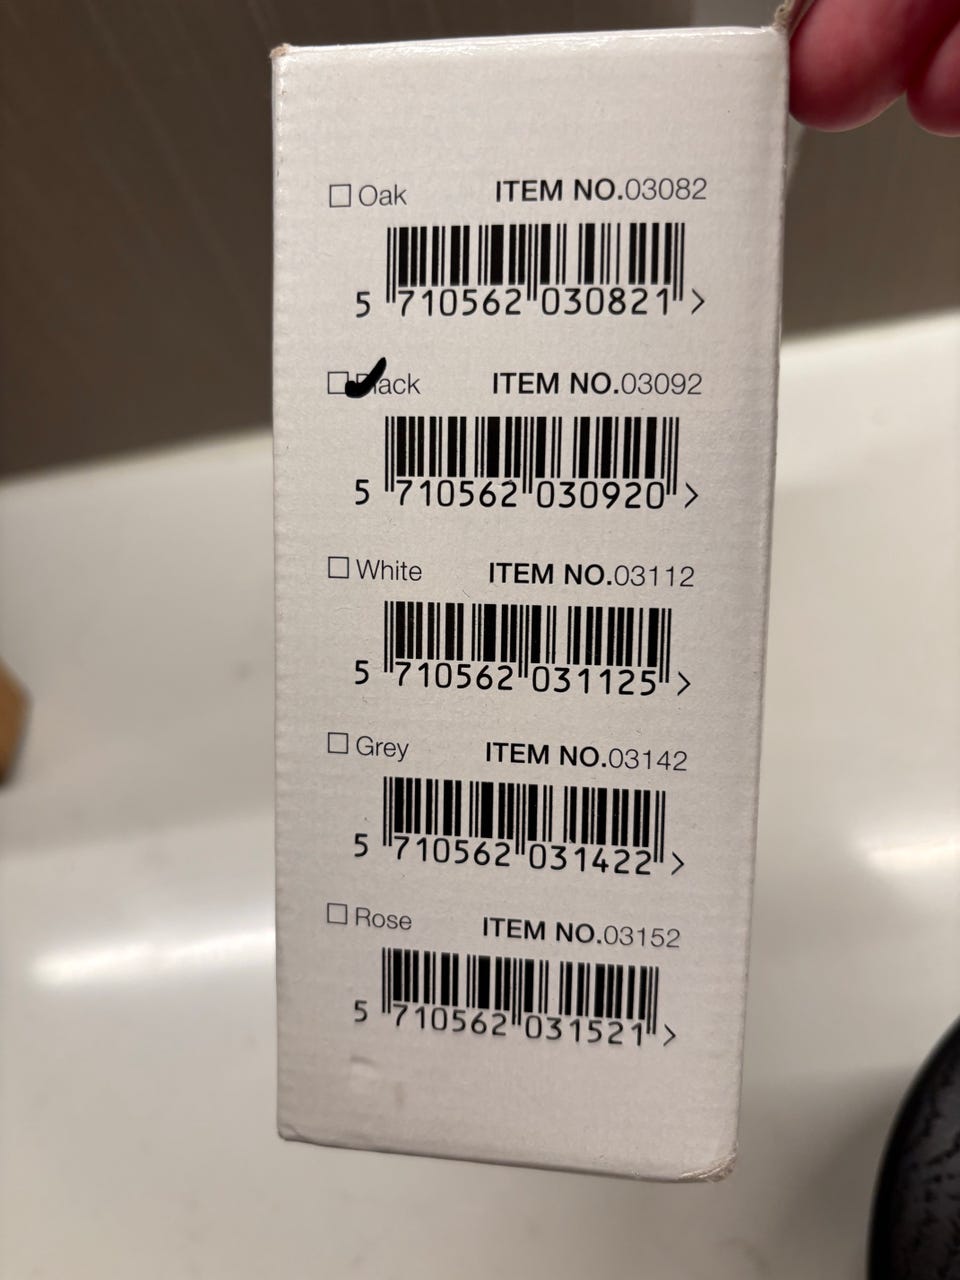 ☐ Oak ITEM NO.03082
5 710562 030821 >
☐ Black ITEM NO.03092
5 710562 030920 >
☐ White ITEM NO.03112
5 710562 031125 >
☐ Grey ITEM NO.03142
5 710562 031422 >
☐ Rose ITEM NO.03152
5 710562 031521 >